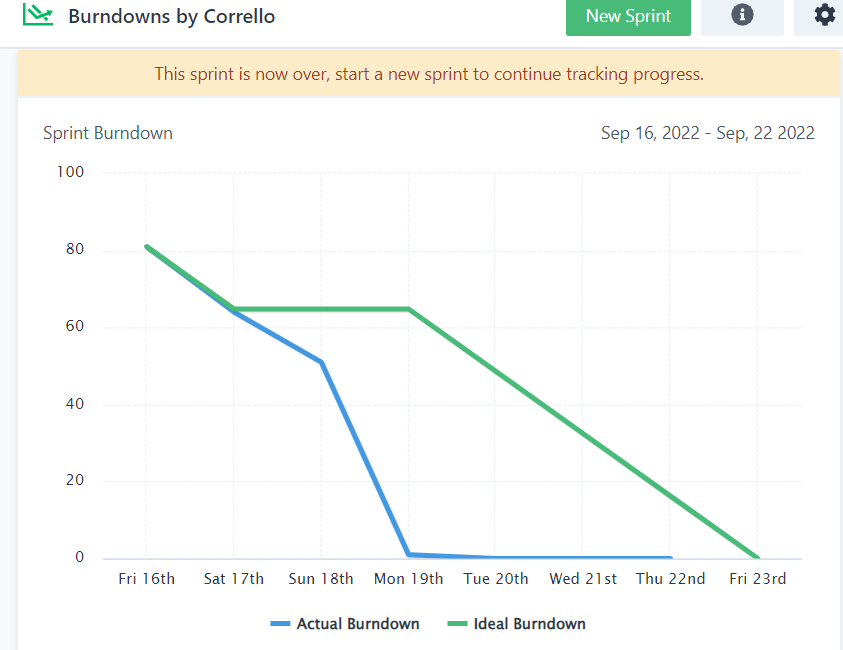 Burndowns by Corrello
New Sprint
This sprint is now over, start a new sprint to continue tracking progress.
Sprint Burndown
Sep 16, 2022 - Sep, 22 2022
100
80
60
40
20
0
Fri 16th Sat 17th Sun 18th Mon 19th Tue 20th Wed 21st Thu 22nd Fri 23rd
Actual Burndown Ideal Burndown